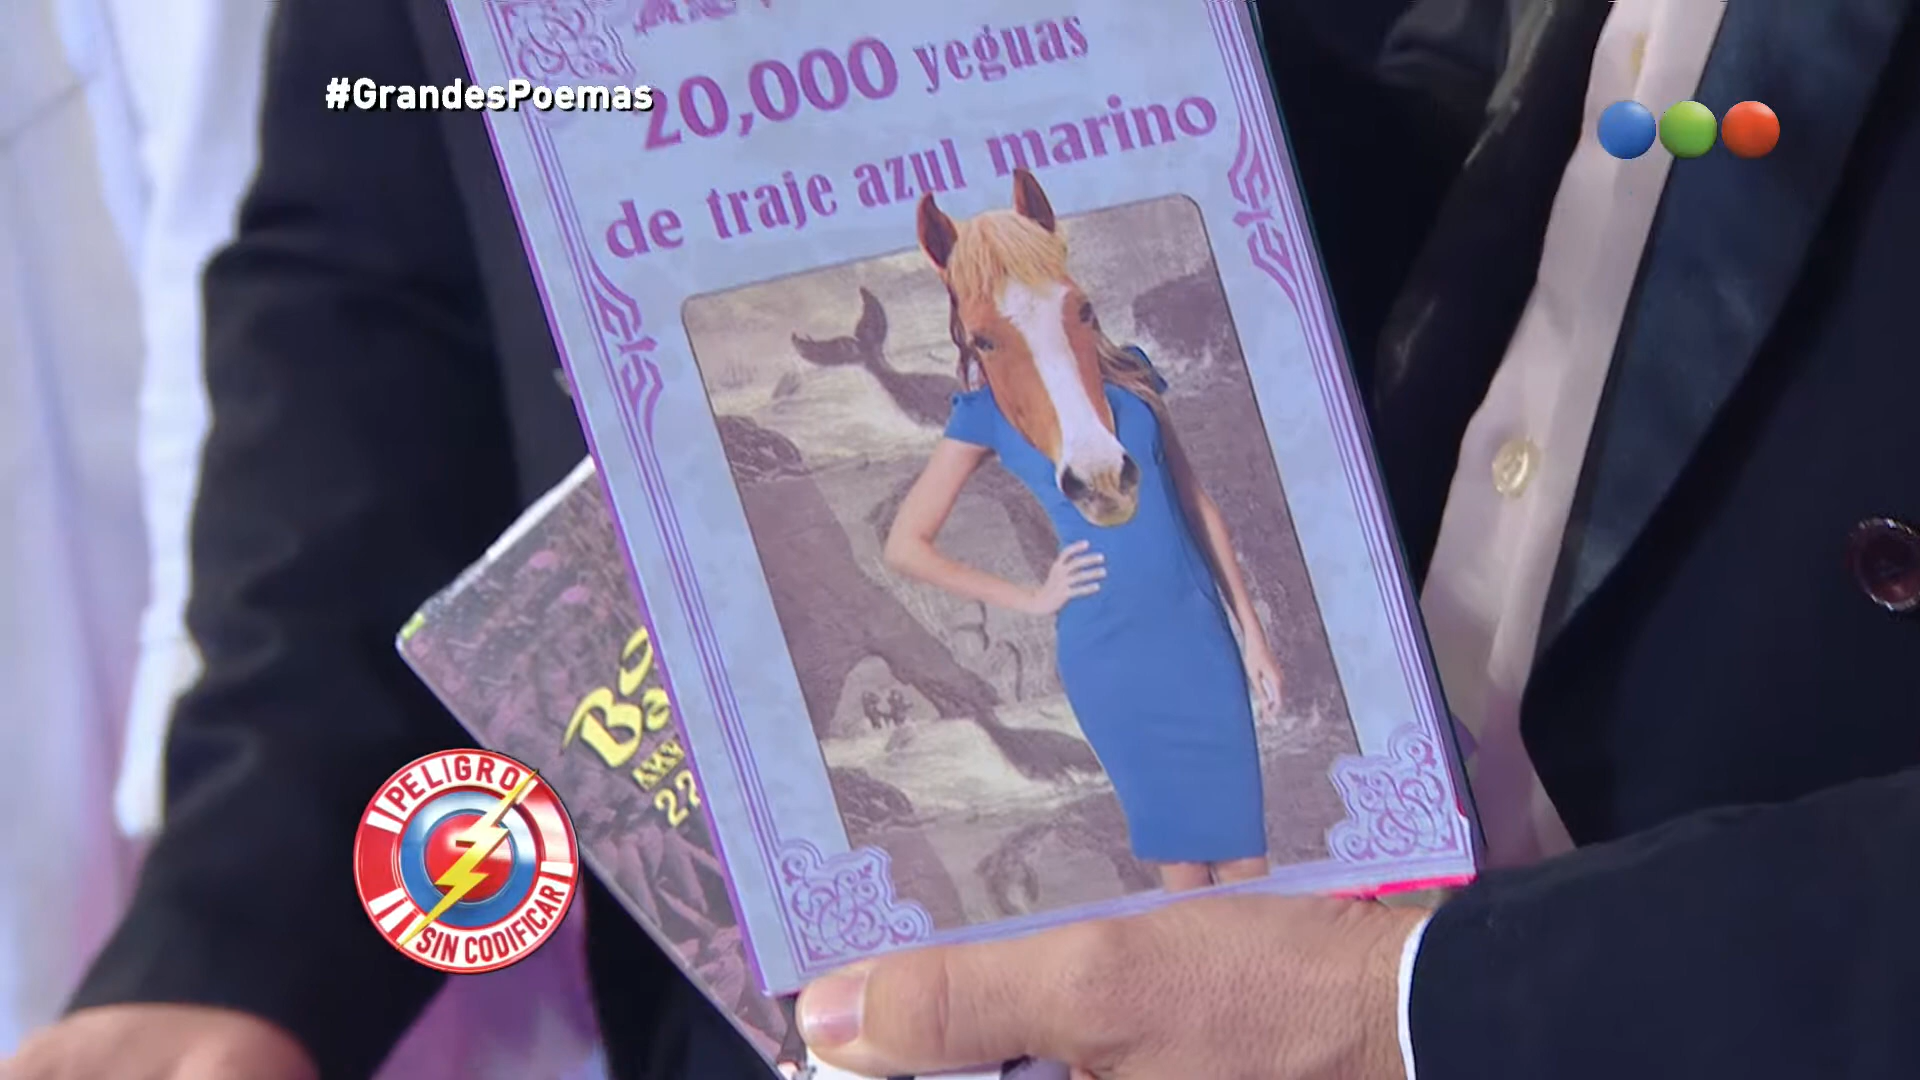 #GrandesPoemas
20,000 yeguas
de traje azul marino
PELIGRO
SIN CODIFICAR